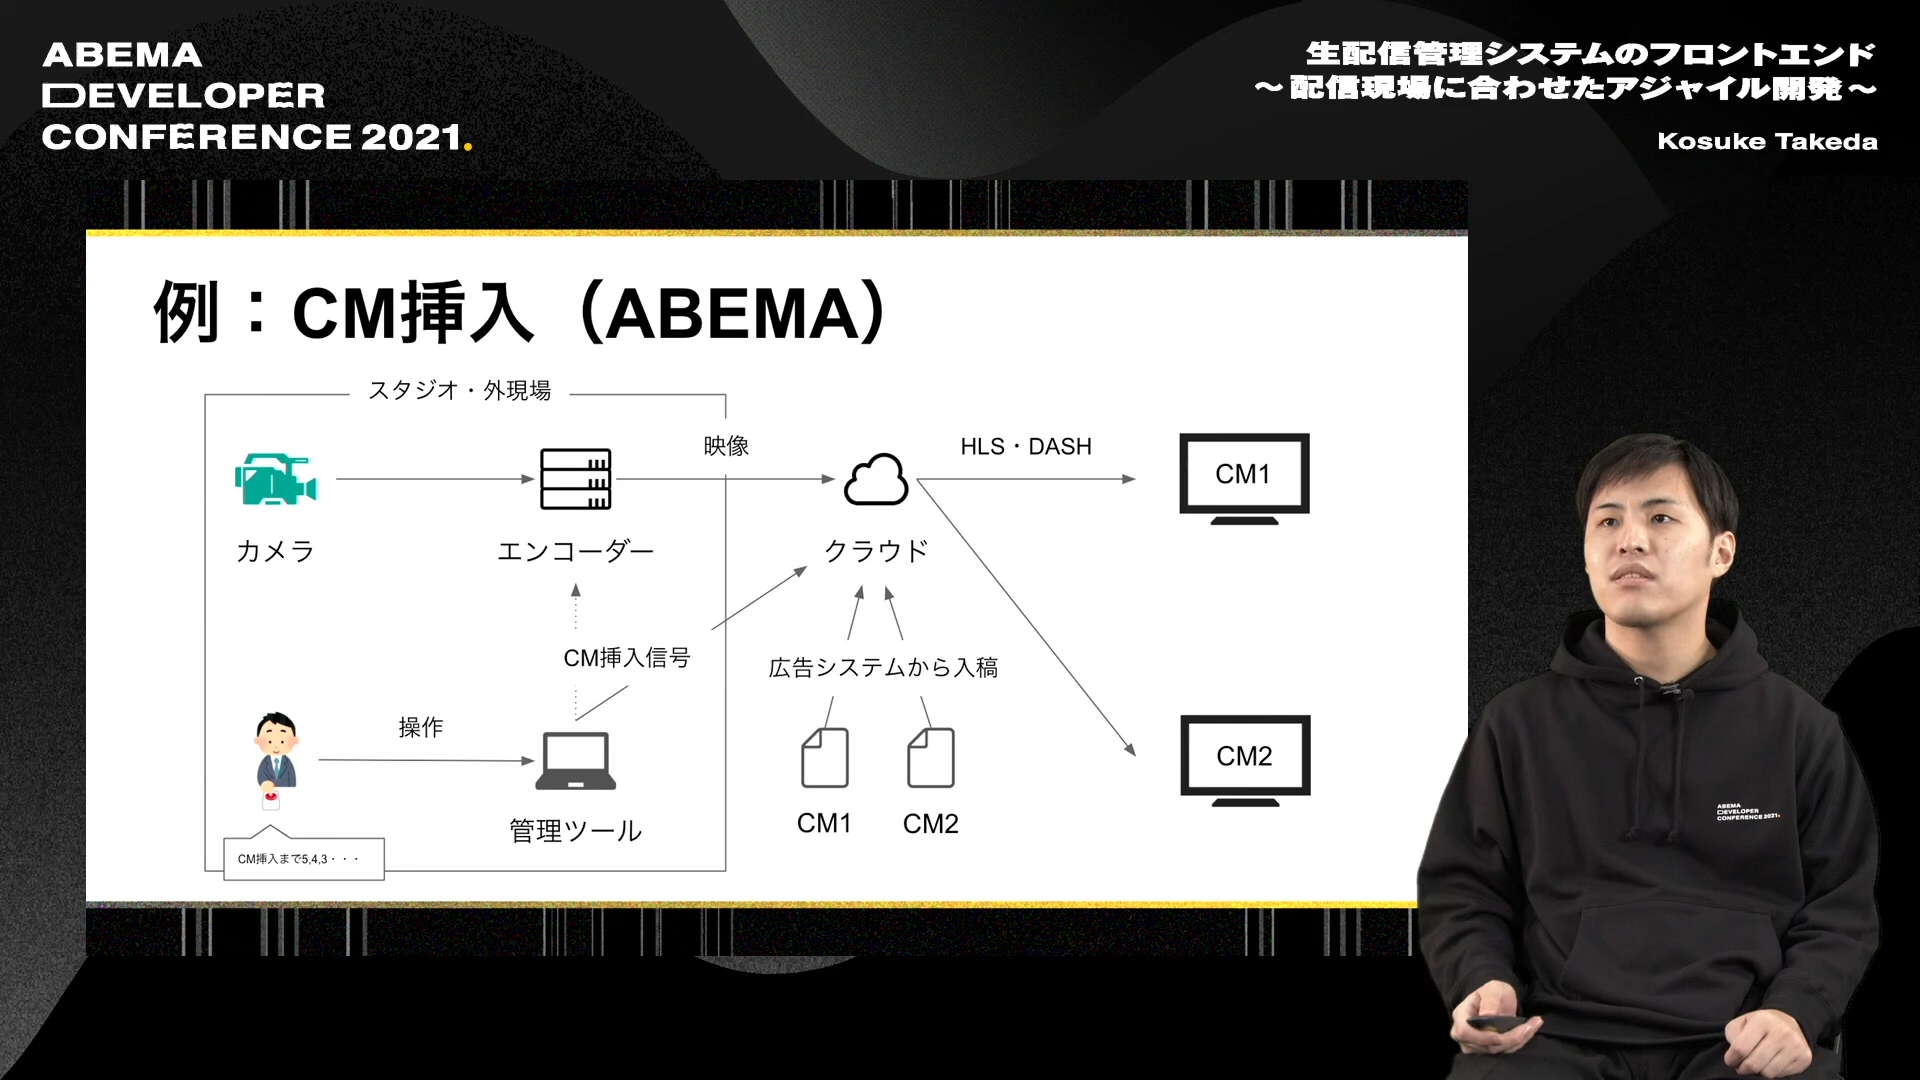 ABEMA
DEVELOPER
CONFERENCE 2021.
生配信管理システムのフロントエンド
～配信現場に合わせたアジャイル開発～
Kosuke Takeda
例：CM挿入（ABEMA）
スタジオ・外現場
映像
HLS・DASH
CM1
カメラ
エンコーダー
クラウド
CM挿入信号
広告システムから入稿
操作
CM2
管理ツール
CM1
CM2
CM挿入まで5,4,3・・・
ABEMA
DEVELOPER
CONFERENCE 2021.